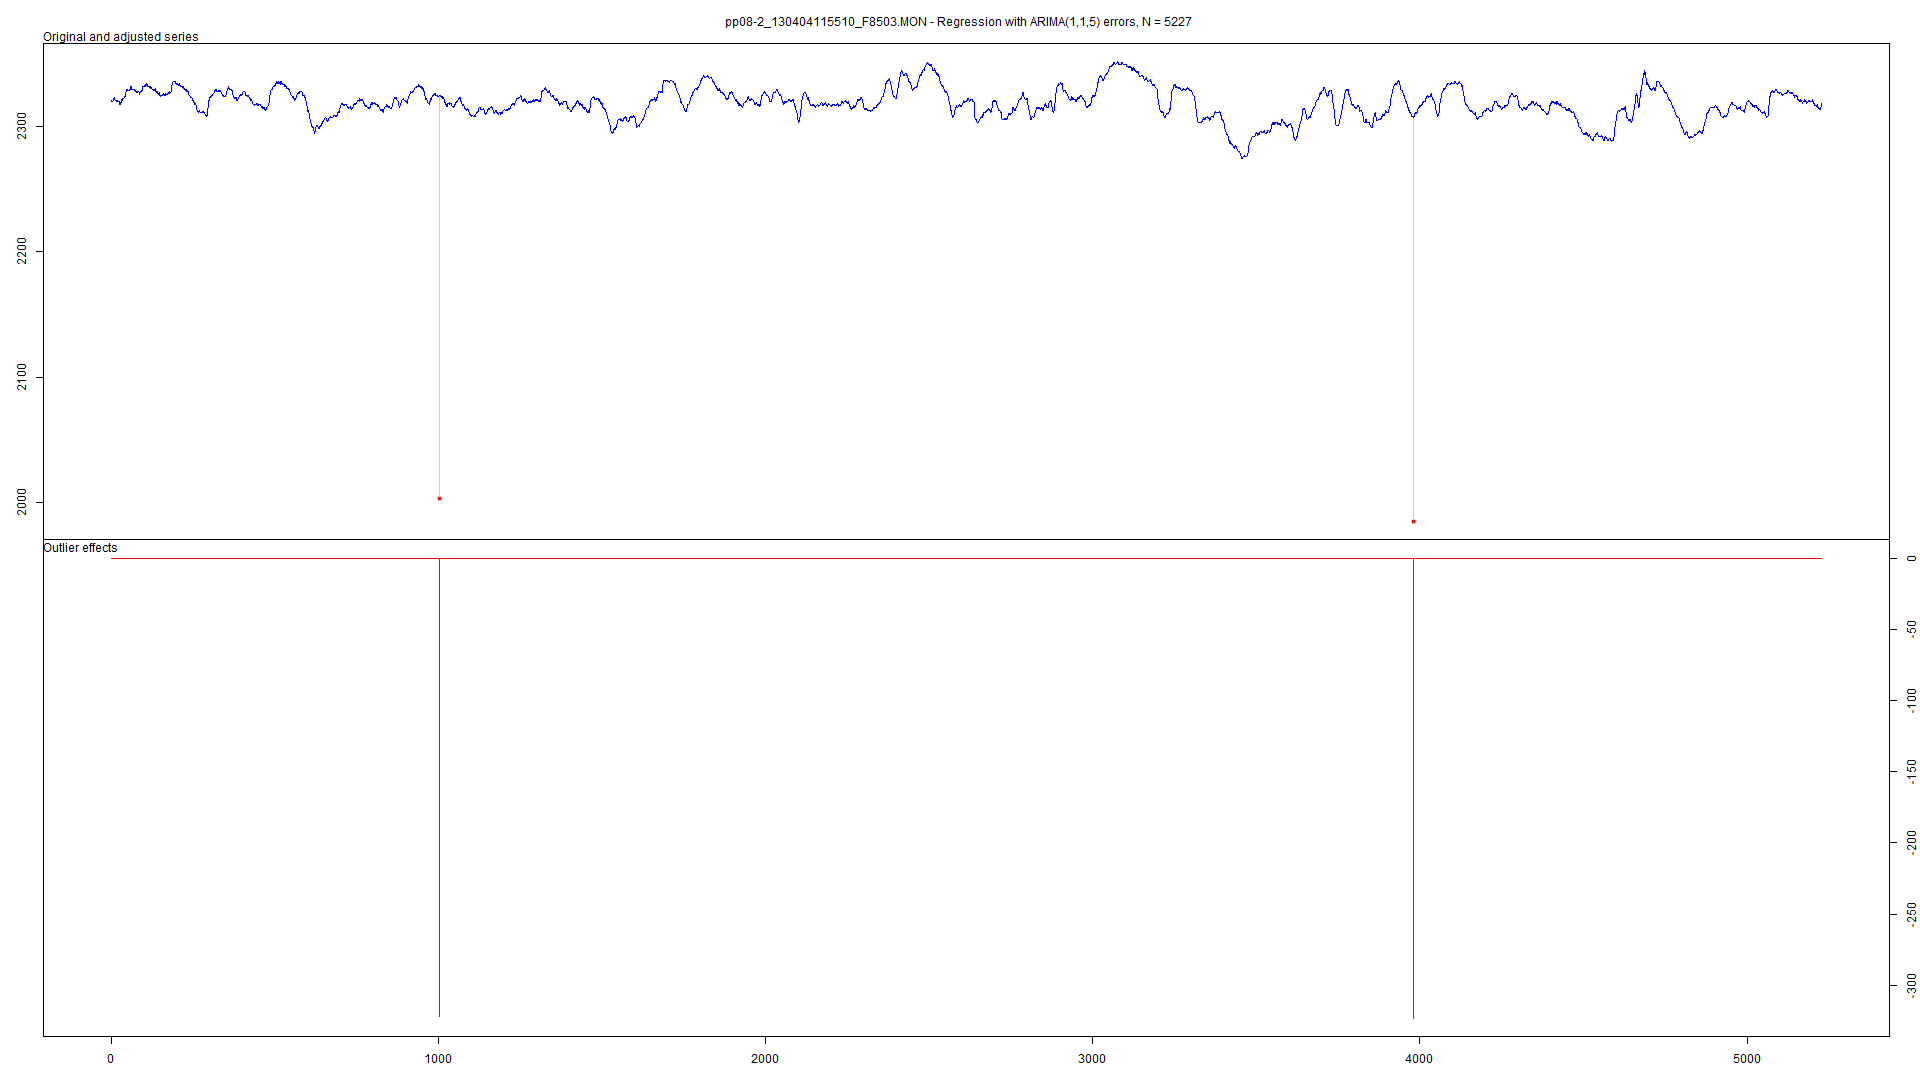 pp08-2_130404115510_F8503.MON - Regression with ARIMA(1,1,5) errors, N = 5227
Original and adjusted series
2300
2200
2100
2000
Outlier effects
0
-50
-100
-150
-200
-250
-300
0 1000 2000 3000 4000 5000